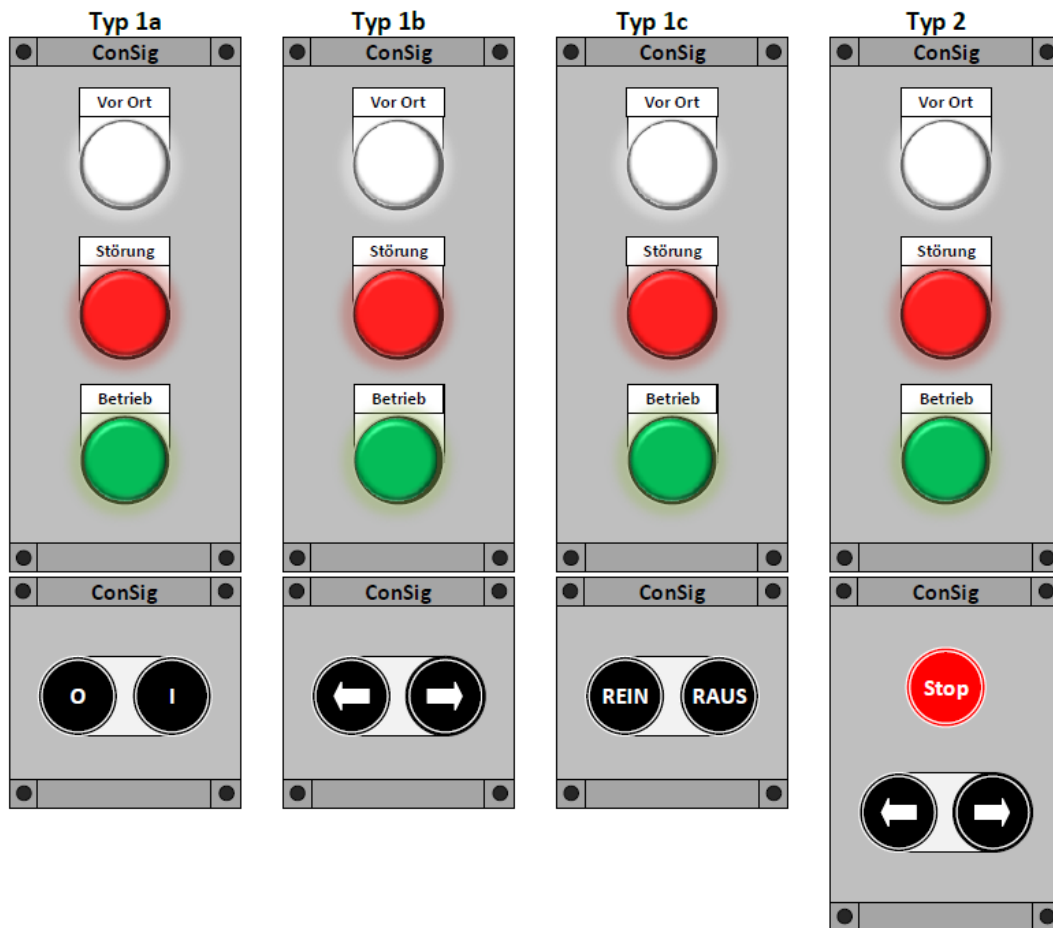 Typ 1a Typ 1b Typ 1c Typ 2
ConSig ConSig ConSig ConSig
Vor Ort Vor Ort Vor Ort Vor Ort
Störung Störung Störung Störung
Betrieb Betrieb Betrieb Betrieb
ConSig ConSig ConSig ConSig
O I REIN RAUS Stop